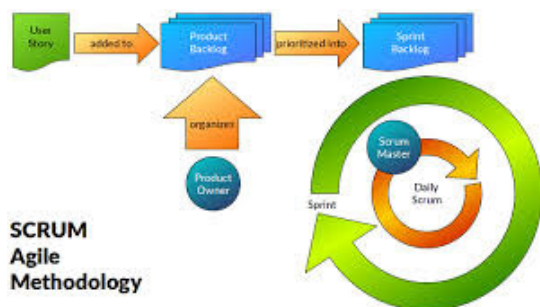 User
Story
added to
Product
Backlog
prioritized into
Sprint
Backlog
organizes
Product
Owner
Scrum
Master
Daily
Scrum
Sprint
SCRUM
Agile
Methodology